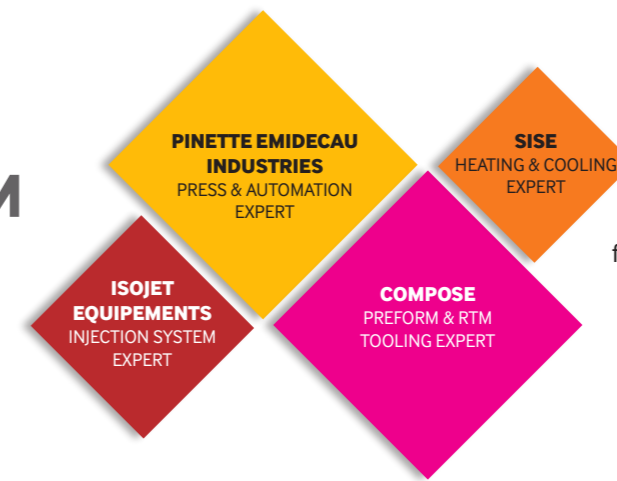 PINETTE EMIDECAU
INDUSTRIES
PRESS & AUTOMATION
EXPERT
SISE
HEATING & COOLING
EXPERT
M
f
ISOJET
EQUIPEMENTS
INJECTION SYSTEM
EXPERT
COMPOSE
PREFORM & RTM
TOOLING EXPERT